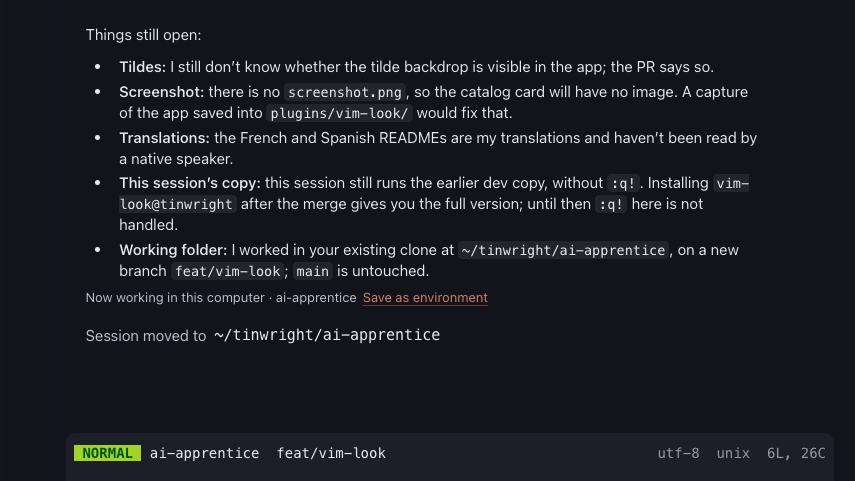 Things still open:
• Tildes: I still don’t know whether the tilde backdrop is visible in the app; the PR says so.
• Screenshot: there is no screenshot.png, so the catalog card will have no image. A capture
of the app saved into plugins/vim-look/ would fix that.
• Translations: the French and Spanish READMEs are my translations and haven’t been read by
a native speaker.
• This session’s copy: this session still runs the earlier dev copy, without :q!. Installing vim-
look@tinwright after the merge gives you the full version; until then :q! here is not
handled.
• Working folder: I worked in your existing clone at ~/tinwright/ai-apprentice, on a new
branch feat/vim-look; main is untouched.
Now working in this computer · ai-apprentice Save as environment
Session moved to ~/tinwright/ai-apprentice
NORMAL ai-apprentice feat/vim-look utf-8 unix 6L, 26C